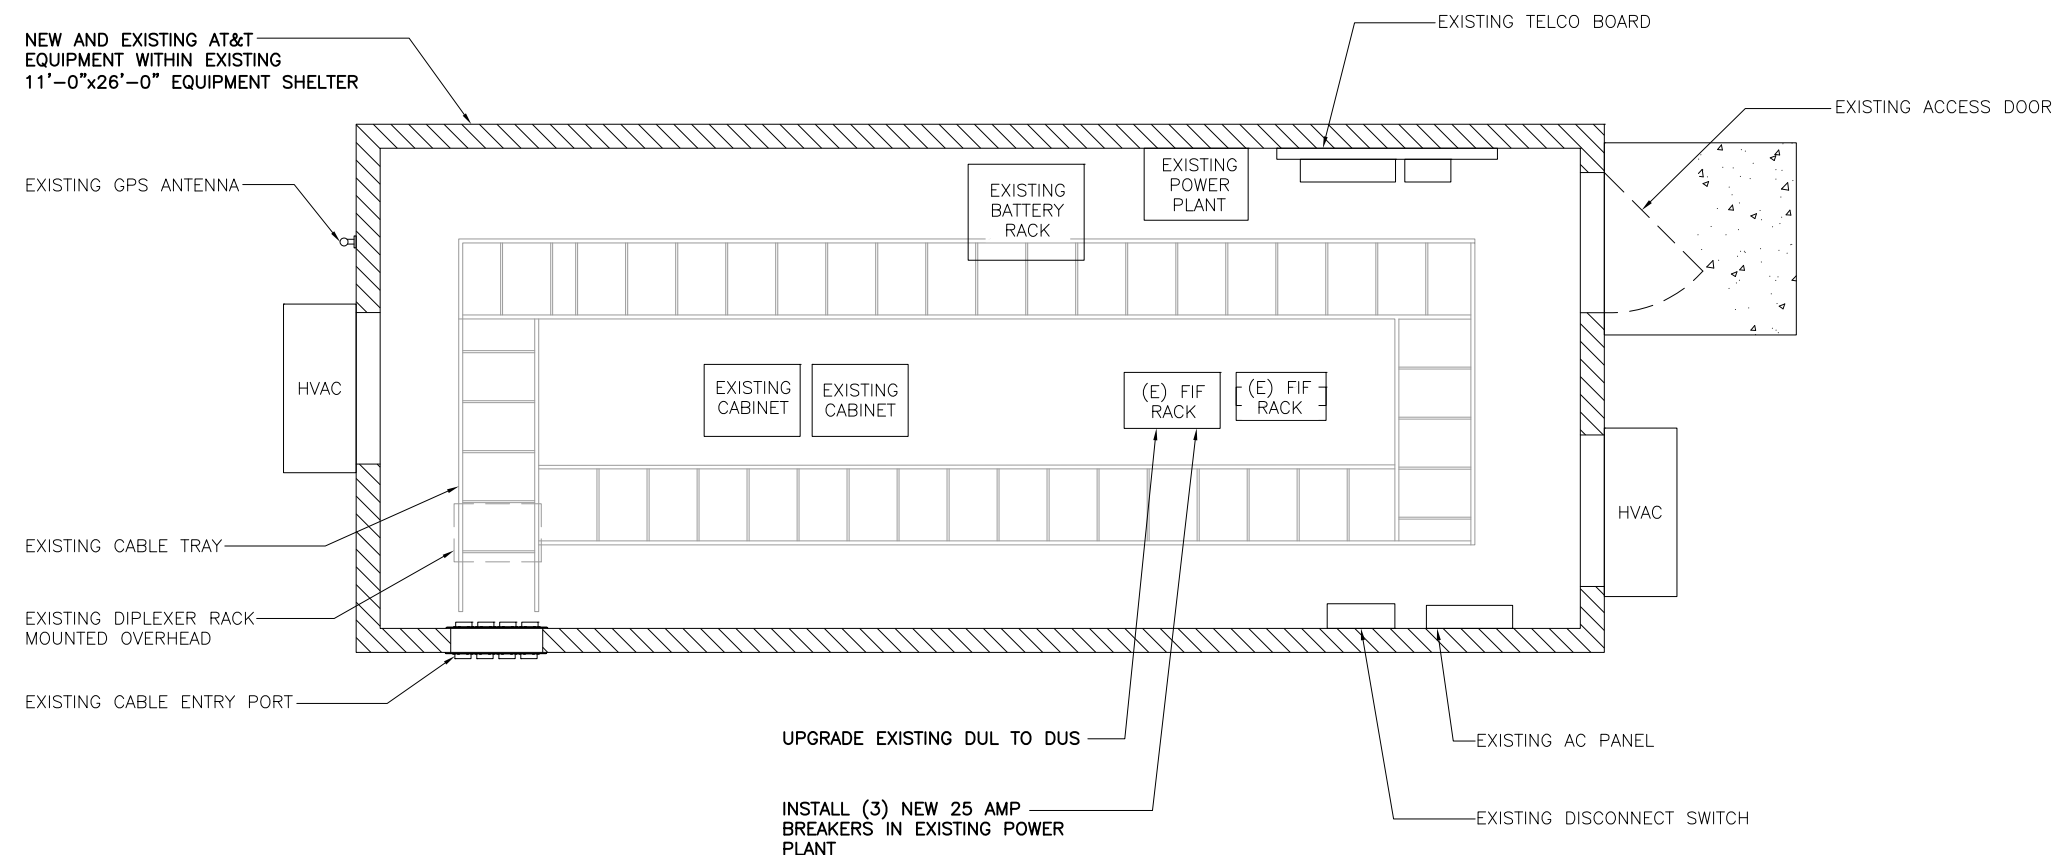 EXISTING TELCO BOARD
NEW AND EXISTING AT&T
EQUIPMENT WITHIN EXISTING
11'-0"x26'-0" EQUIPMENT SHELTER
EXISTING ACCESS DOOR
EXISTING GPS ANTENNA
EXISTING
BATTERY
RACK
EXISTING
POWER
PLANT
HVAC
EXISTING
CABINET
EXISTING
CABINET
(E) FIF
RACK
(E) FIF
RACK
HVAC
EXISTING CABLE TRAY
EXISTING DIPLEXER RACK
MOUNTED OVERHEAD
EXISTING CABLE ENTRY PORT
UPGRADE EXISTING DUL TO DUS
EXISTING AC PANEL
INSTALL (3) NEW 25 AMP
BREAKERS IN EXISTING POWER
PLANT
EXISTING DISCONNECT SWITCH